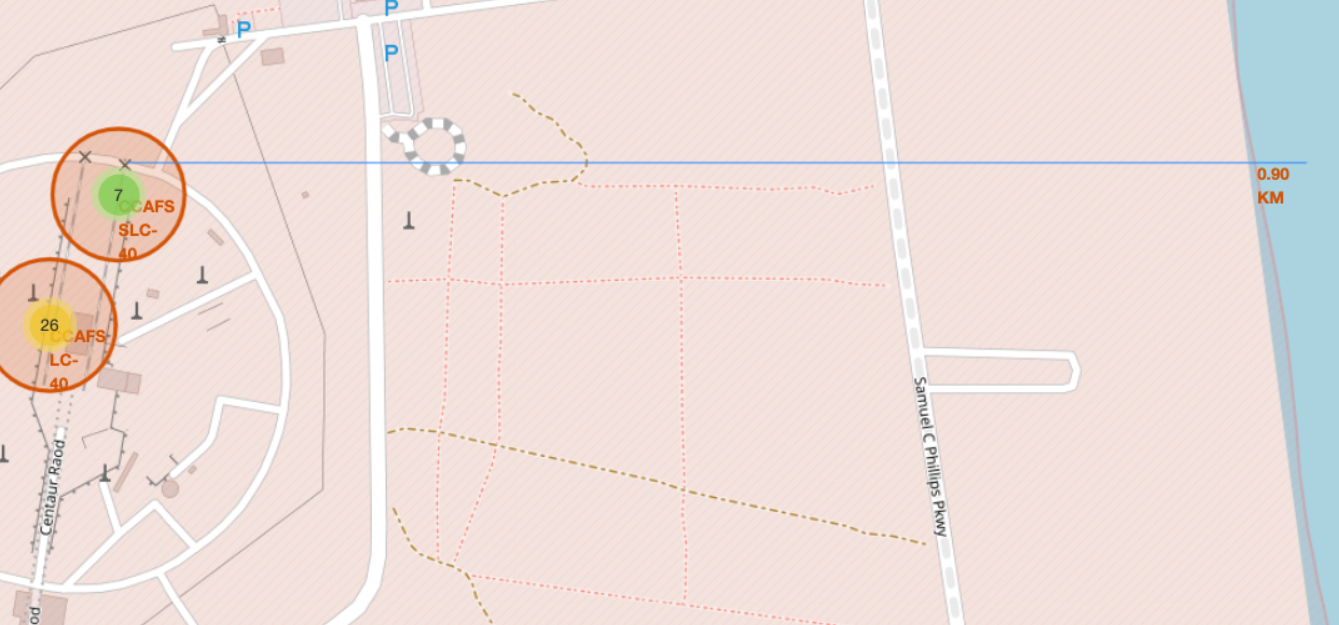 P
P
P
0.90
KM
7
CCAFS
SLC-
40
26
CCAFS
LC-
40
Samuel C Phillips Pkwy
Centaur Raod
od